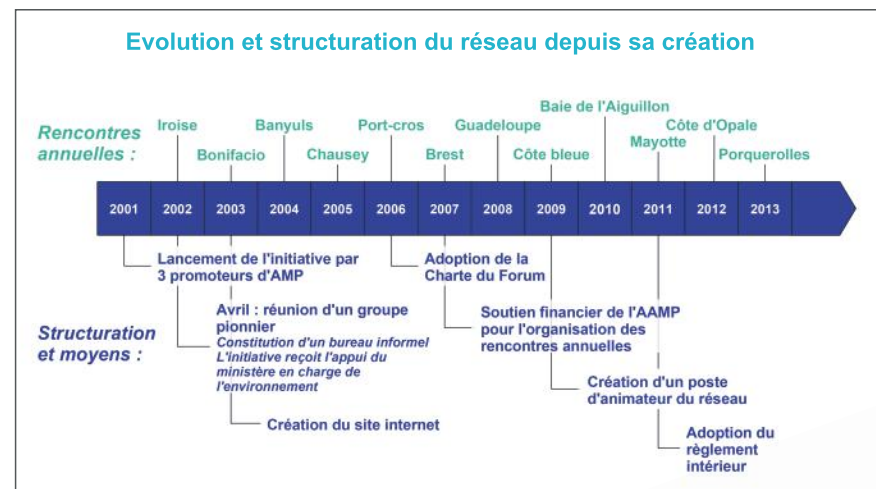 Evolution et structuration du réseau depuis sa création
Rencontres
annuelles :
Iroise
Bonifacio
Banyuls
Chausey
Port-cros
Brest
Guadeloupe
Côte bleue
Baie de l'Aiguillon
Mayotte
Côte d'Opale
Porquerolles
2001 2002 2003 2004 2005 2006 2007 2008 2009 2010 2011 2012 2013
Structuration
et moyens :
Lancement de l'initiative par
3 promoteurs d'AMP
Avril : réunion d'un groupe
pionnier
Constitution d'un bureau informel
L'initiative reçoit l'appui du
ministère en charge de
l'environnement
Création du site internet
Adoption de la
Charte du Forum
Soutien financier de l'AAMP
pour l'organisation des
rencontres annuelles
Création d'un poste
d'animateur du réseau
Adoption du
règlement
intérieur